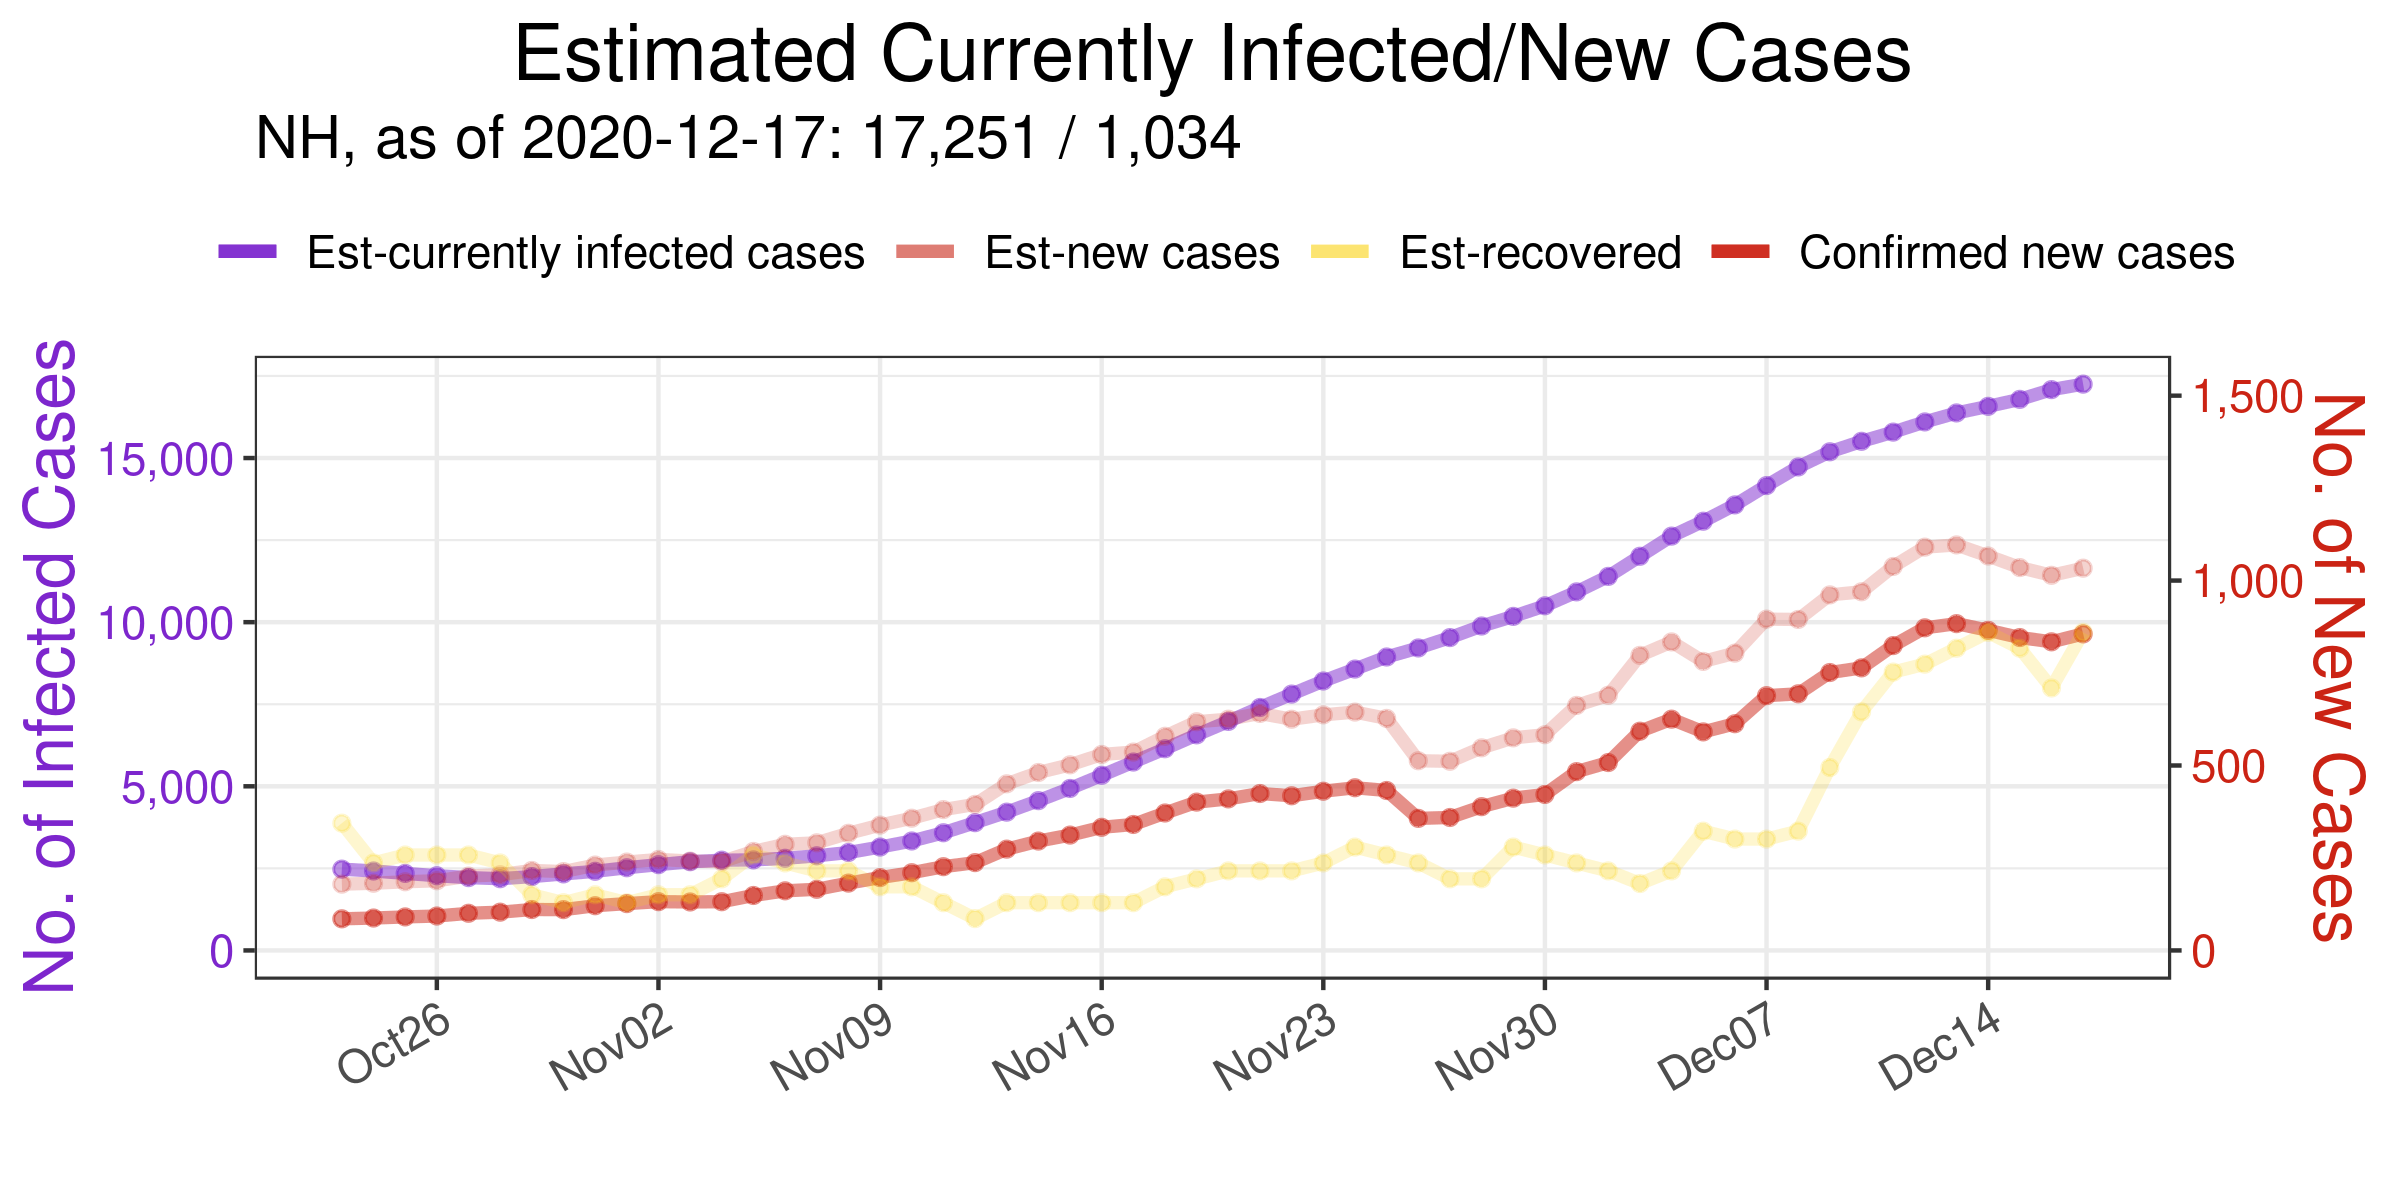 Estimated Currently Infected/New Cases
NH, as of 2020-12-17: 17,251 / 1,034
Est-currently infected cases Est-new cases Est-recovered Confirmed new cases
No. of Infected Cases
15,000
10,000
5,000
0
1,500
1,000
500
0
No. of New Cases
Oct26 Nov02 Nov09 Nov16 Nov23 Nov30 Dec07 Dec14